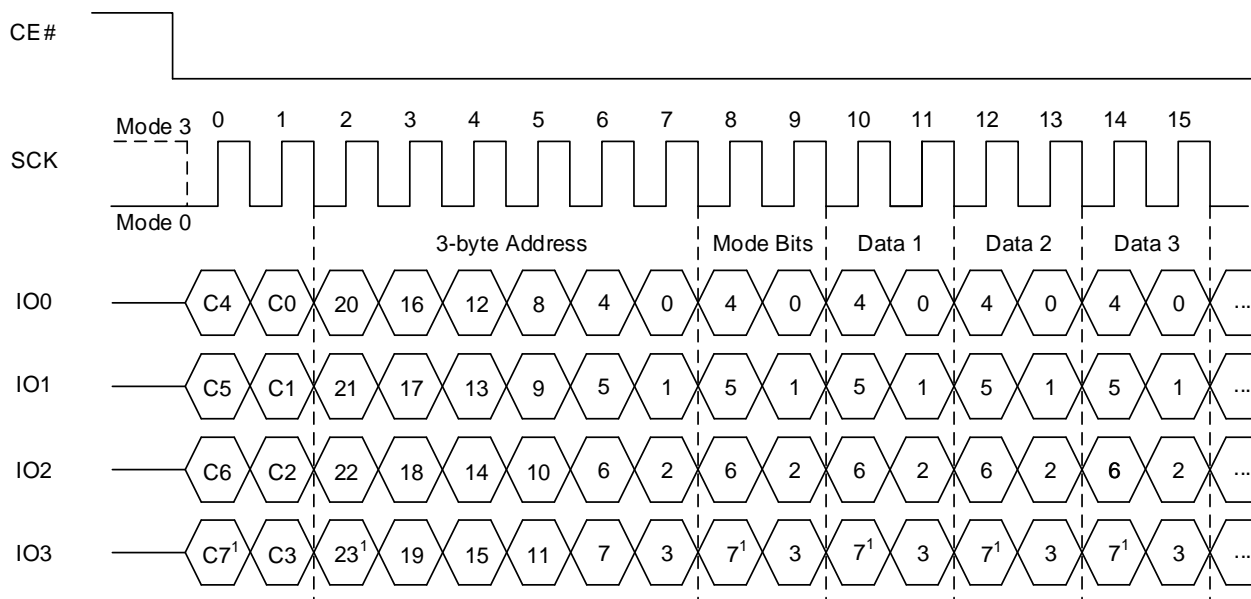 CE#
Mode 3 0 1 2 3 4 5 6 7 8 9 10 11 12 13 14 15
SCK
Mode 0
3-byte Address Mode Bits Data 1 Data 2 Data 3
IO0 C4 C0 20 16 12 8 4 0 4 0 4 0 4 0 4 0 ...
IO1 C5 C1 21 17 13 9 5 1 5 1 5 1 5 1 5 1 ...
IO2 C6 C2 22 18 14 10 6 2 6 2 6 2 6 2 6 2 ...
IO3 C7¹ C3 23¹ 19 15 11 7 3 7¹ 3 7¹ 3 7¹ 3 7¹ 3 ...